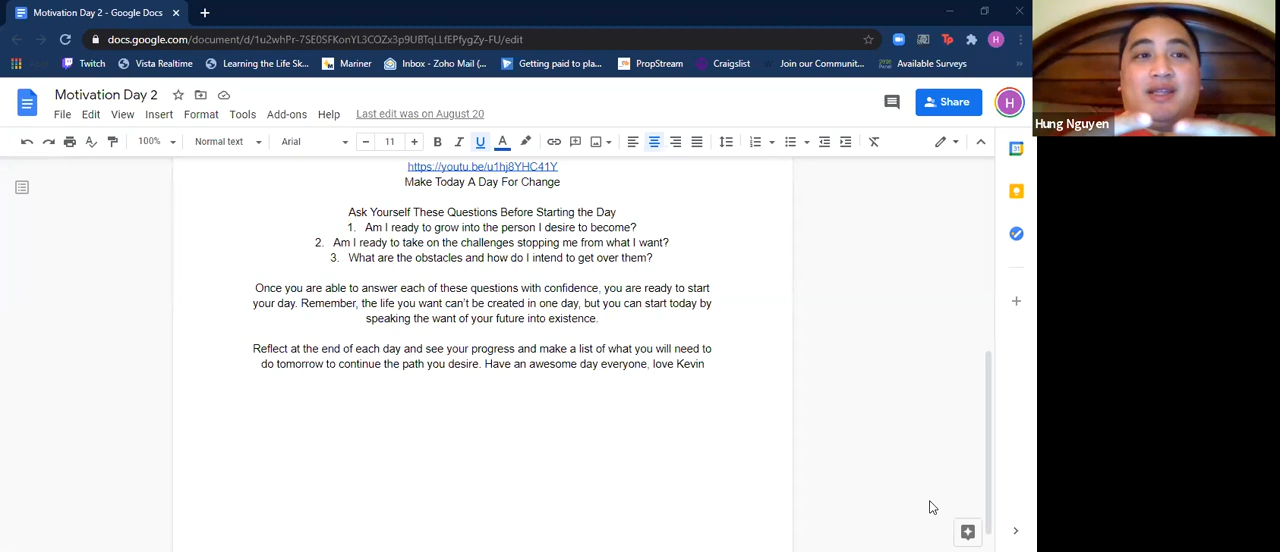 Motivation Day 2 - Google Docs
docs.google.com/document/d/1u2whPr-7SE0SFKonYL3COZx3p9UBTqLLfEPfygZy-FU/edit
Twitch
Vista Realtime
Learning the Life Sk...
Mariner
Inbox - Zoho Mail (...
Getting paid to pla...
PropStream
Craigslist
Join our Communit...
Available Surveys
Hung Nguyen
Motivation Day 2
File Edit View Insert Format Tools Add-ons Help Last edit was on August 20
Share
H
100% Normal text Arial 11
https://youtu.be/u1hj8YHC41Y
Make Today A Day For Change
Ask Yourself These Questions Before Starting the Day
1. Am I ready to grow into the person I desire to become?
2. Am I ready to take on the challenges stopping me from what I want?
3. What are the obstacles and how do I intend to get over them?
Once you are able to answer each of these questions with confidence, you are ready to start
your day. Remember, the life you want can't be created in one day, but you can start today by
speaking the want of your future into existence.
Reflect at the end of each day and see your progress and make a list of what you will need to
do tomorrow to continue the path you desire. Have an awesome day everyone, love Kevin